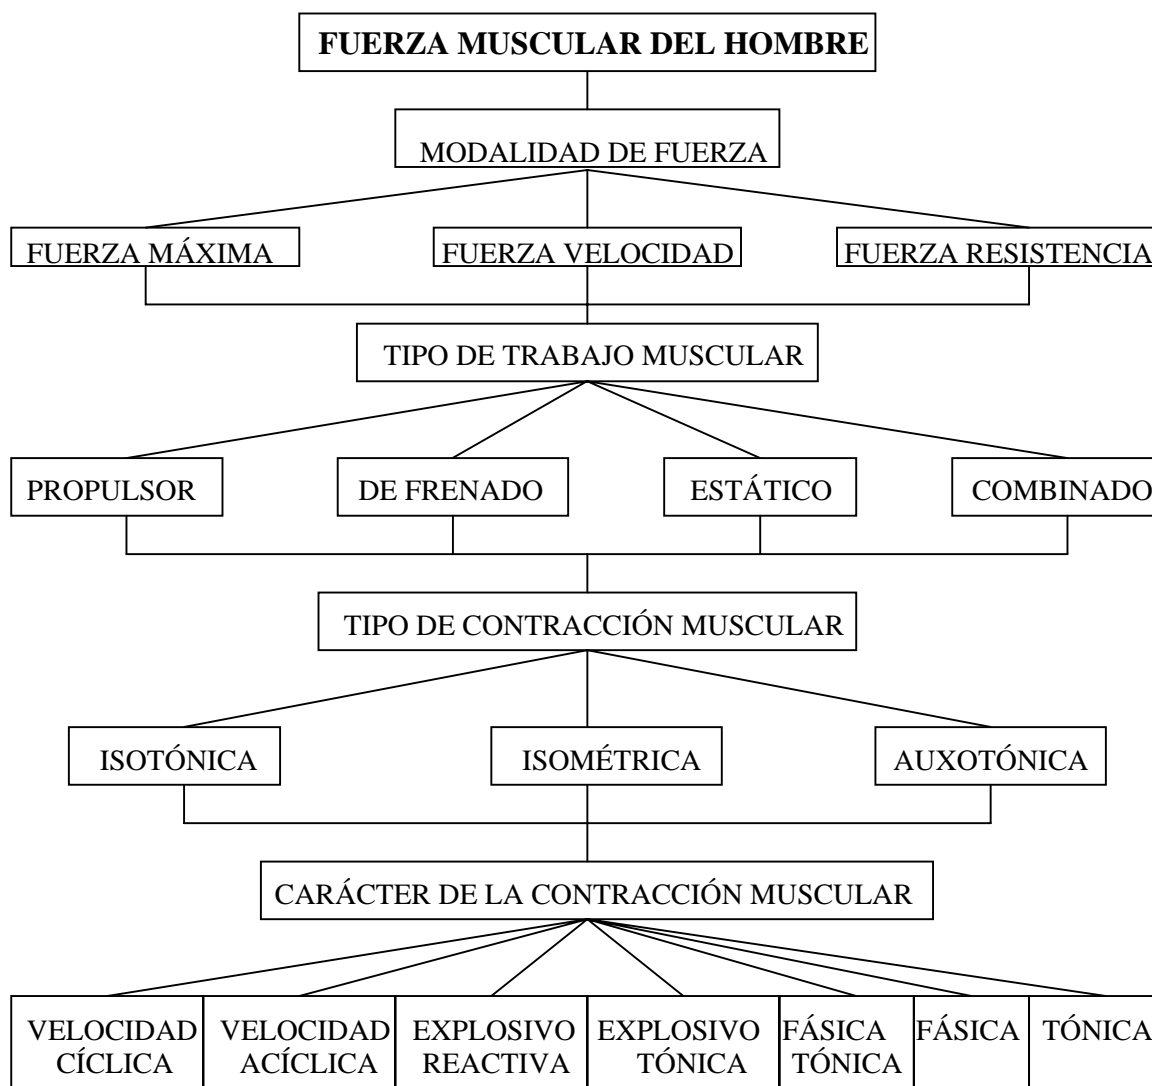 FUERZA MUSCULAR DEL HOMBRE
MODALIDAD DE FUERZA
FUERZA MÁXIMA
FUERZA VELOCIDAD
FUERZA RESISTENCIA
TIPO DE TRABAJO MUSCULAR
PROPULSOR
DE FRENADO
ESTÁTICO
COMBINADO
TIPO DE CONTRACCIÓN MUSCULAR
ISOTÓNICA
ISOMÉTRICA
AUXOTÓNICA
CARÁCTER DE LA CONTRACCIÓN MUSCULAR
VELOCIDAD
CÍCLICA
VELOCIDAD
ACÍCLICA
EXPLOSIVO
REACTIVA
EXPLOSIVO
TÓNICA
FÁSICA
TÓNICA
FÁSICA
TÓNICA